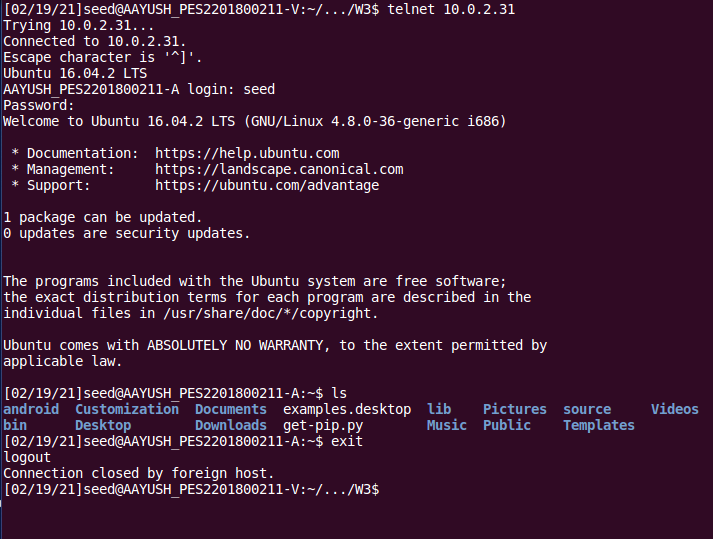 [02/19/21]seed@AAYUSH_PES2201800211-V:~/.../W3$ telnet 10.0.2.31
Trying 10.0.2.31...
Connected to 10.0.2.31.
Escape character is '^]'.
Ubuntu 16.04.2 LTS
AAYUSH_PES2201800211-A login: seed
Password:
Welcome to Ubuntu 16.04.2 LTS (GNU/Linux 4.8.0-36-generic i686)

 * Documentation:  https://help.ubuntu.com
 * Management:     https://landscape.canonical.com
 * Support:        https://ubuntu.com/advantage

1 package can be updated.
0 updates are security updates.


The programs included with the Ubuntu system are free software;
the exact distribution terms for each program are described in the
individual files in /usr/share/doc/*/copyright.

Ubuntu comes with ABSOLUTELY NO WARRANTY, to the extent permitted by
applicable law.

[02/19/21]seed@AAYUSH_PES2201800211-A:~$ ls
android  Customization  Documents  examples.desktop  lib    Pictures  source     Videos
bin      Desktop        Downloads  get-pip.py        Music  Public    Templates
[02/19/21]seed@AAYUSH_PES2201800211-A:~$ exit
logout
Connection closed by foreign host.
[02/19/21]seed@AAYUSH_PES2201800211-V:~/.../W3$